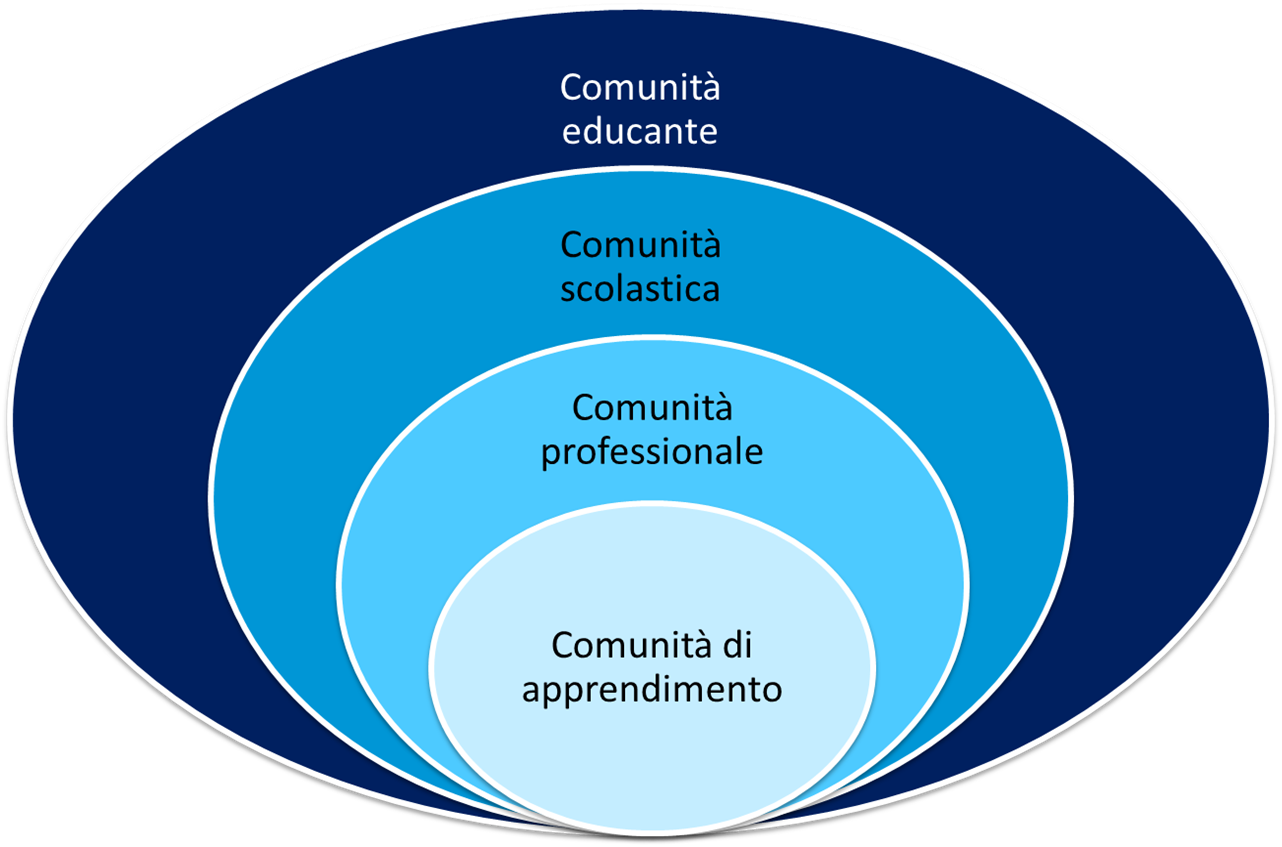 Comunità
educante
Comunità
scolastica
Comunità
professionale
Comunità di
apprendimento